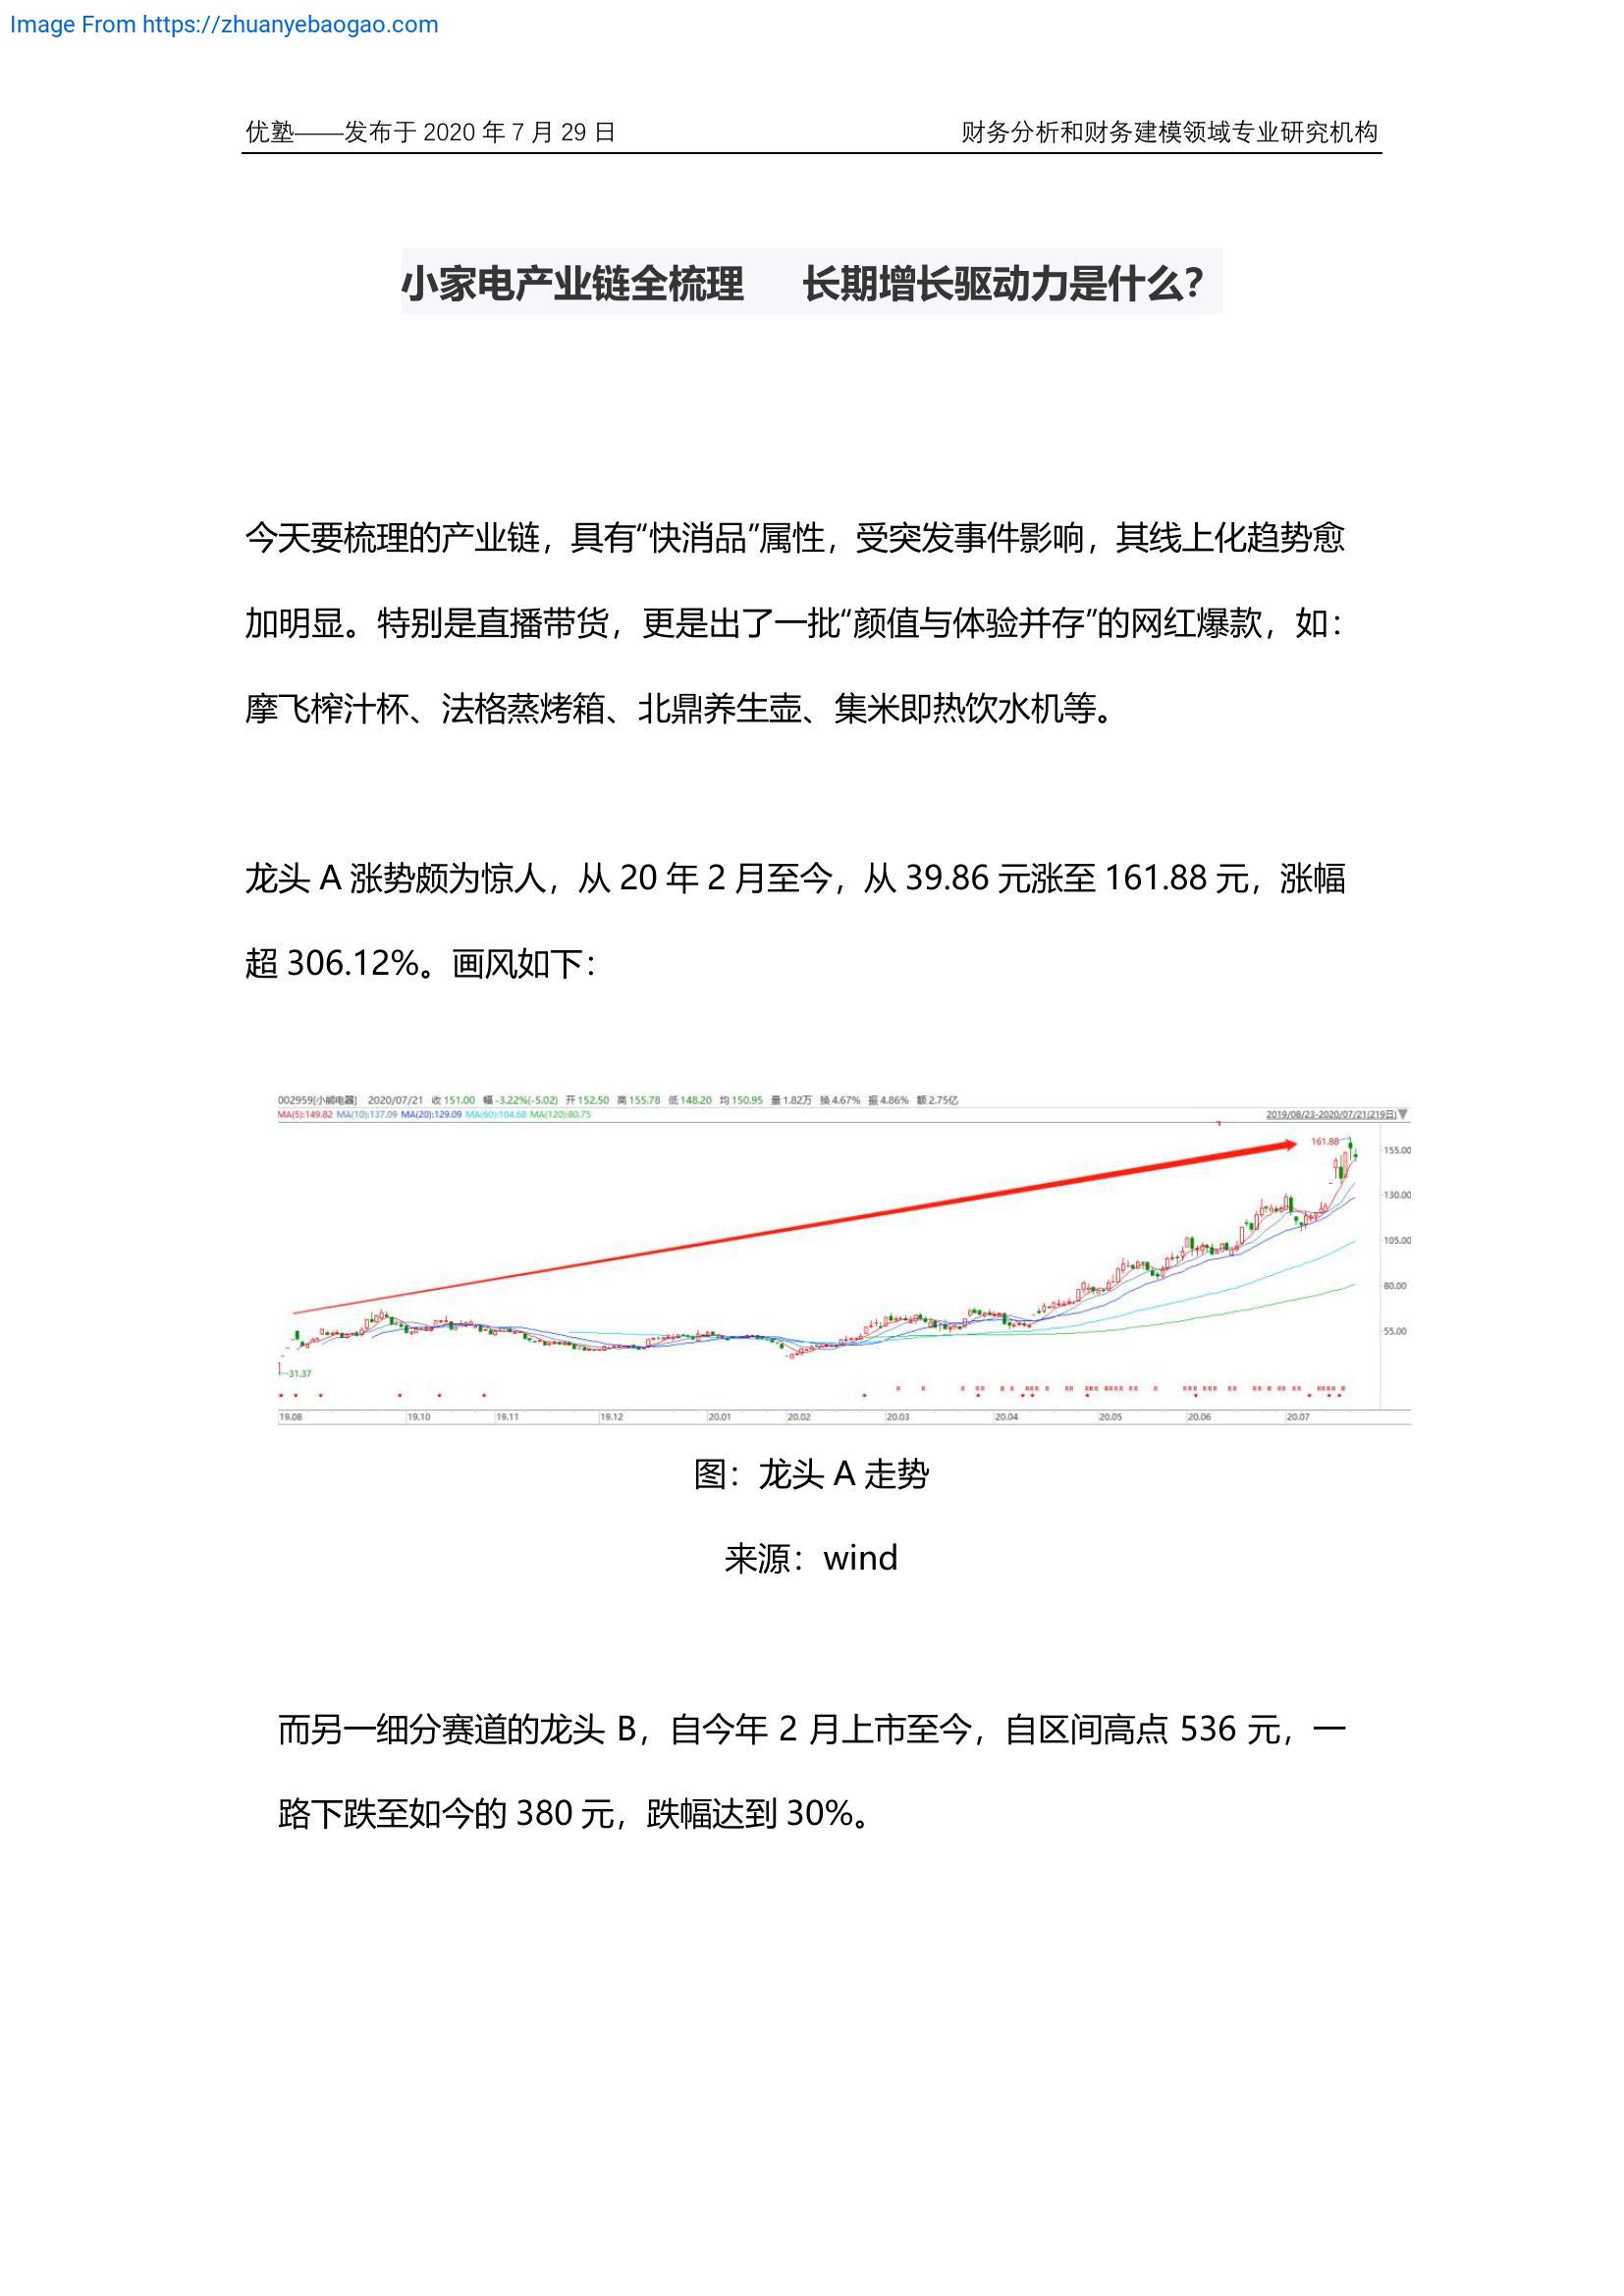 Image From https://zhuanyebaogao.com
优塾——发布于 2020 年 7 月 29 日 财务分析和财务建模领域专业研究机构
小家电产业链全梳理 长期增长驱动力是什么？
今天要梳理的产业链，具有“快消品”属性，受突发事件影响，其线上化趋势愈
加明显。特别是直播带货，更是出了一批“颜值与体验并存”的网红爆款，如：
摩飞榨汁杯、法格蒸烤箱、北鼎养生壶、集米即热饮水机等。
龙头 A 涨势颇为惊人，从 20 年 2 月至今，从 39.86 元涨至 161.88 元，涨幅
超 306.12%。画风如下：
002959[小熊电器] 2020/07/21 收151.00 幅-3.22%(-5.02) 开152.50 高155.78 低148.20 均150.95 量1.82万 换4.67% 振4.86% 额2.75亿
MA(5):149.82 MA(10):137.09 MA(20):129.09 MA(60):104.68 MA(120):80.75 2019/08/23-2020/07/21(219日)▼
161.88
155.00
130.00
105.00
80.00
55.00
31.37
19.08 19.10 19.11 19.12 20.01 20.02 20.03 20.04 20.05 20.06 20.07
图：龙头 A 走势
来源：wind
而另一细分赛道的龙头 B，自今年 2 月上市至今，自区间高点 536 元，一
路下跌至如今的 380 元，跌幅达到 30%。